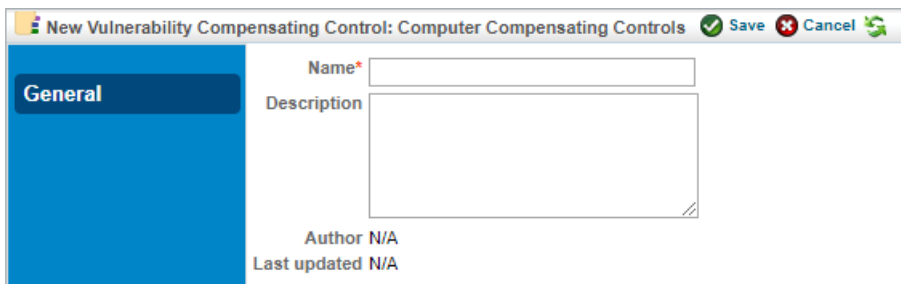 New Vulnerability Compensating Control: Computer Compensating Controls Save Cancel
General
Name*
Description
Author N/A
Last updated N/A